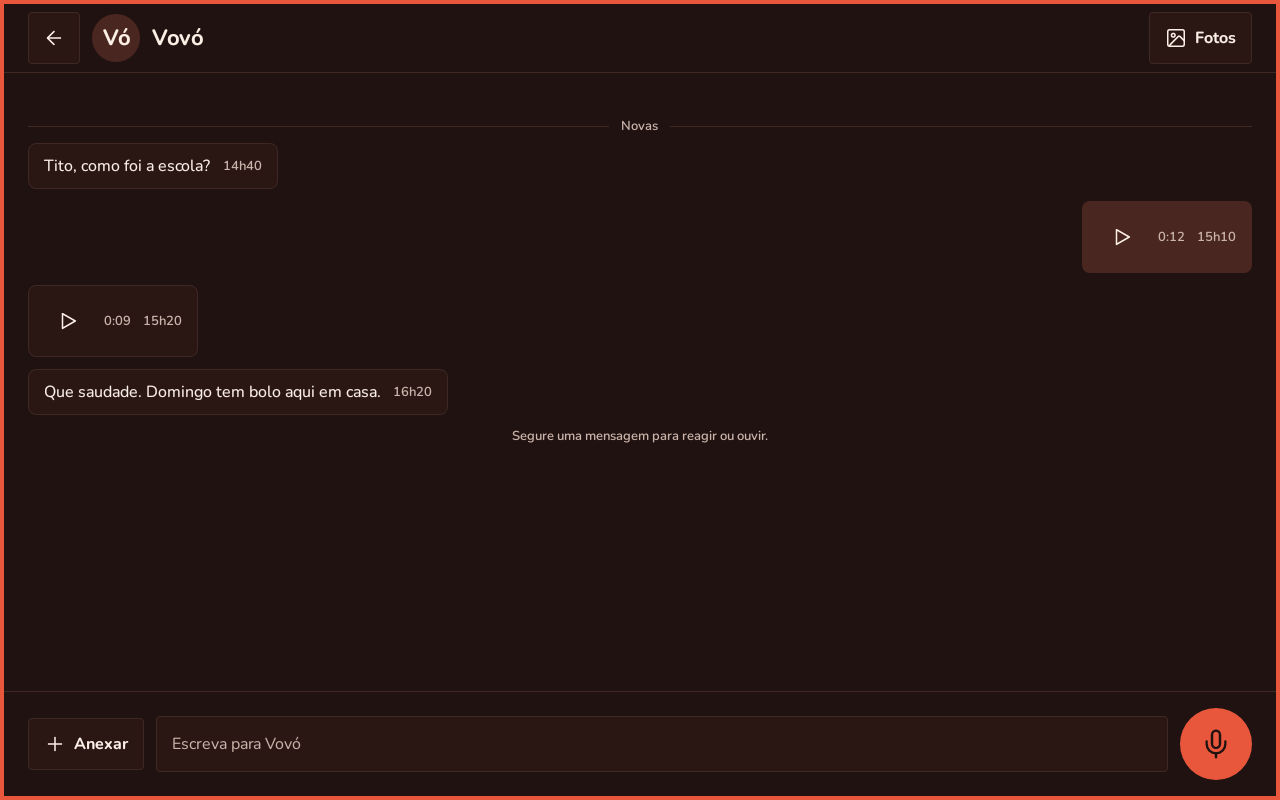 Vó Vovó
Fotos
Novas
Tito, como foi a escola? 14h40
0:12 15h10
0:09 15h20
Que saudade. Domingo tem bolo aqui em casa. 16h20
Segure uma mensagem para reagir ou ouvir.
Anexar
Escreva para Vovó